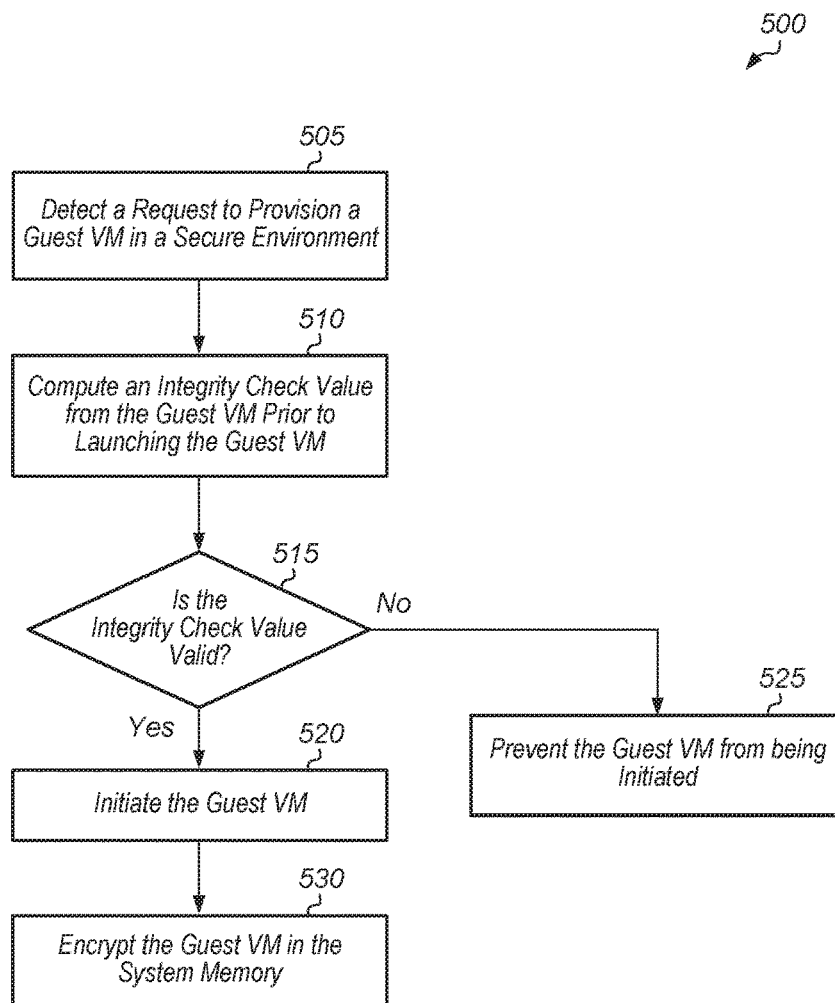 500
505
Detect a Request to Provision a
Guest VM in a Secure Environment
510
Compute an Integrity Check Value
from the Guest VM Prior to
Launching the Guest VM
515
Is the
Integrity Check Value
Valid?
No
Yes
520
Initiate the Guest VM
525
Prevent the Guest VM from being
Initiated
530
Encrypt the Guest VM in the
System Memory